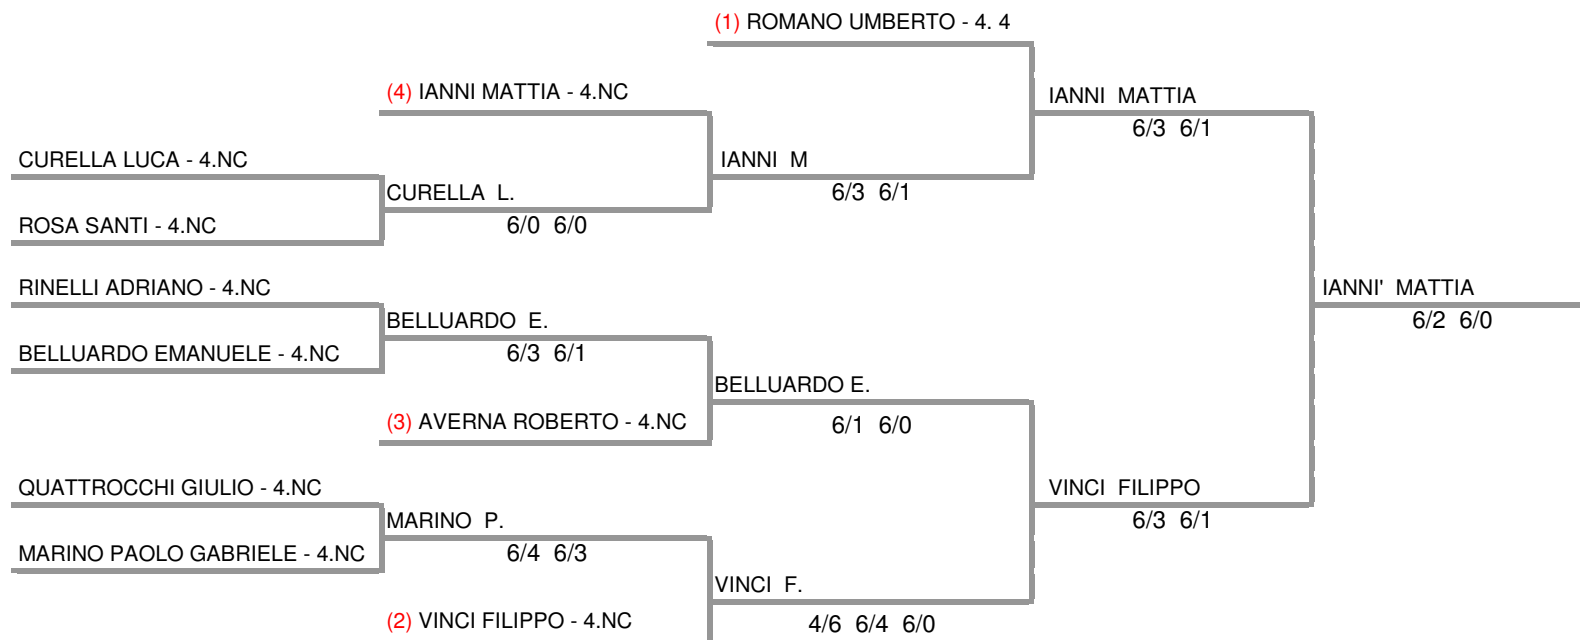 (1) ROMANO UMBERTO - 4. 4
(4) IANNI MATTIA - 4.NC
IANNI  MATTIA
6/3  6/1
CURELLA LUCA - 4.NC
IANNI  M
6/3  6/1
CURELLA  L.
6/0  6/0
ROSA SANTI - 4.NC
RINELLI ADRIANO - 4.NC
IANNI'  MATTIA
6/2  6/0
BELLUARDO  E.
6/3  6/1
BELLUARDO EMANUELE - 4.NC
BELLUARDO E.
6/1  6/0
(3) AVERNA ROBERTO - 4.NC
QUATTROCCHI GIULIO - 4.NC
VINCI  FILIPPO
6/3  6/1
MARINO  P.
6/4  6/3
MARINO PAOLO GABRIELE - 4.NC
VINCI  F.
4/6  6/4  6/0
(2) VINCI FILIPPO - 4.NC